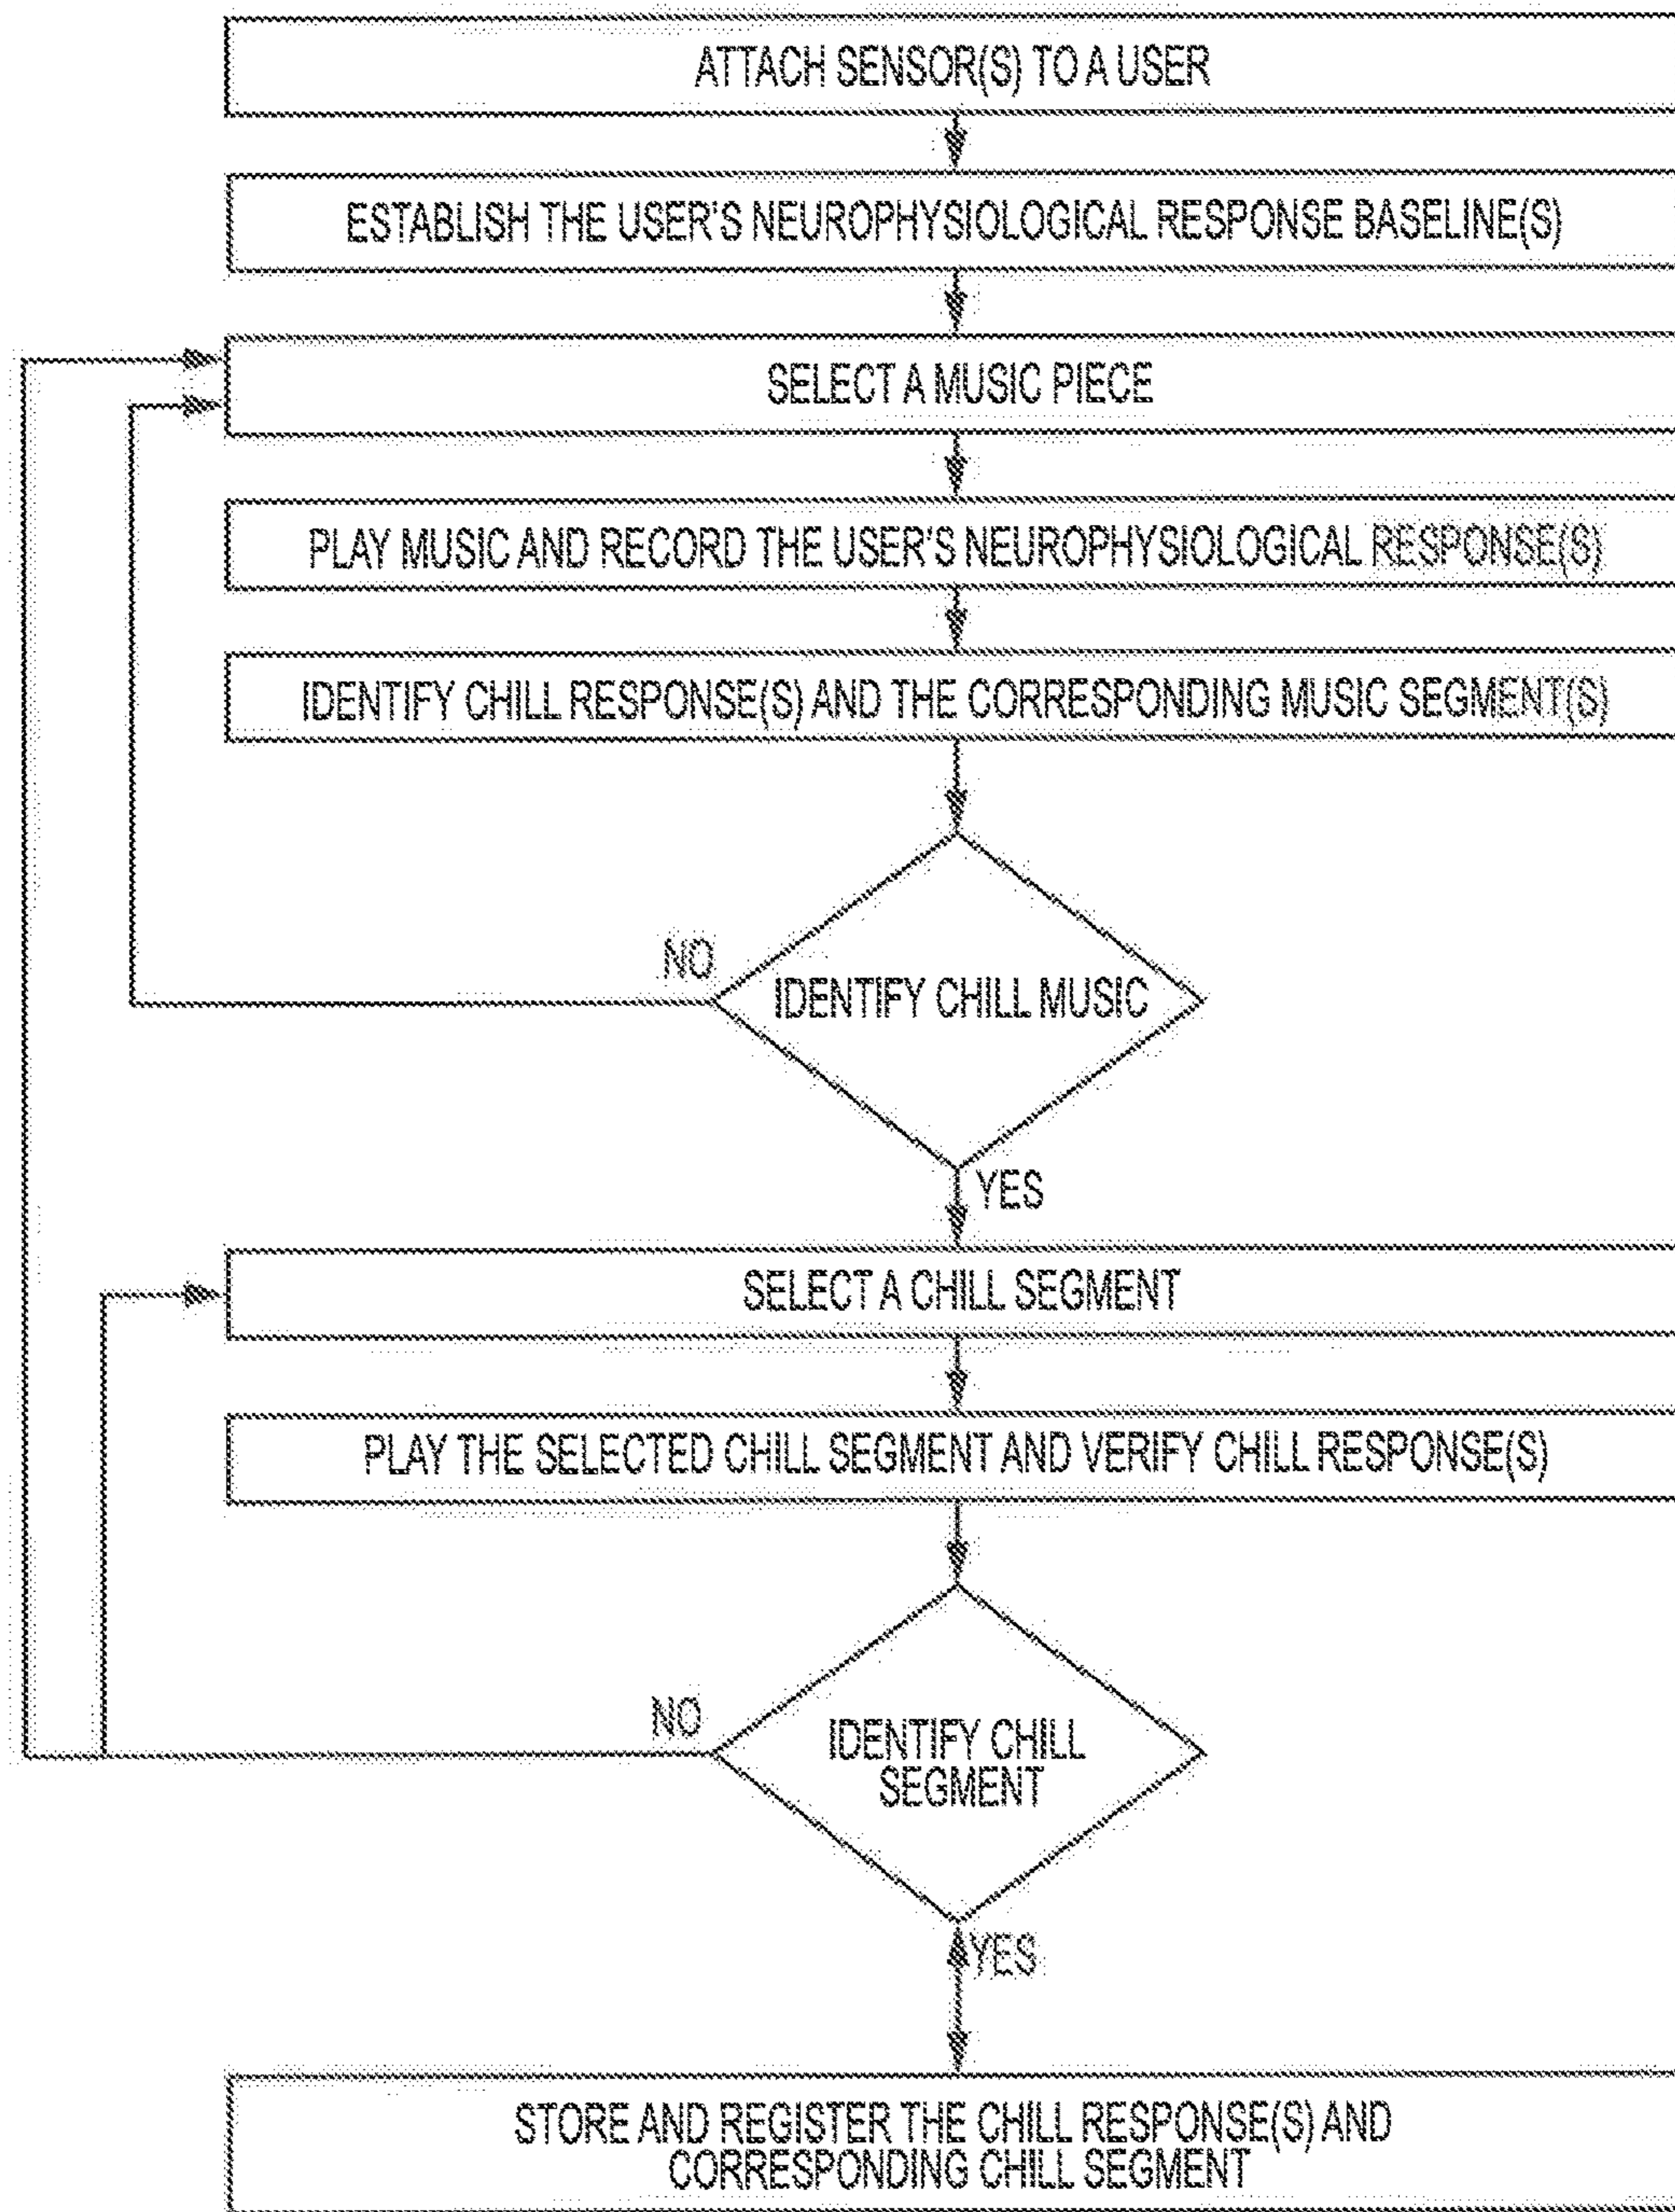 ATTACH SENSOR(S) TO A USER
ESTABLISH THE USER'S NEUROPHYSIOLOGICAL RESPONSE BASELINE(S)
SELECT A MUSIC PIECE
PLAY MUSIC AND RECORD THE USER'S NEUROPHYSIOLOGICAL RESPONSE(S)
IDENTIFY CHILL RESPONSE(S) AND THE CORRESPONDING MUSIC SEGMENT(S)
NO
IDENTIFY CHILL MUSIC
YES
SELECT A CHILL SEGMENT
PLAY THE SELECTED CHILL SEGMENT AND VERIFY CHILL RESPONSE(S)
NO
IDENTIFY CHILL
SEGMENT
YES
STORE AND REGISTER THE CHILL RESPONSE(S) AND
CORRESPONDING CHILL SEGMENT